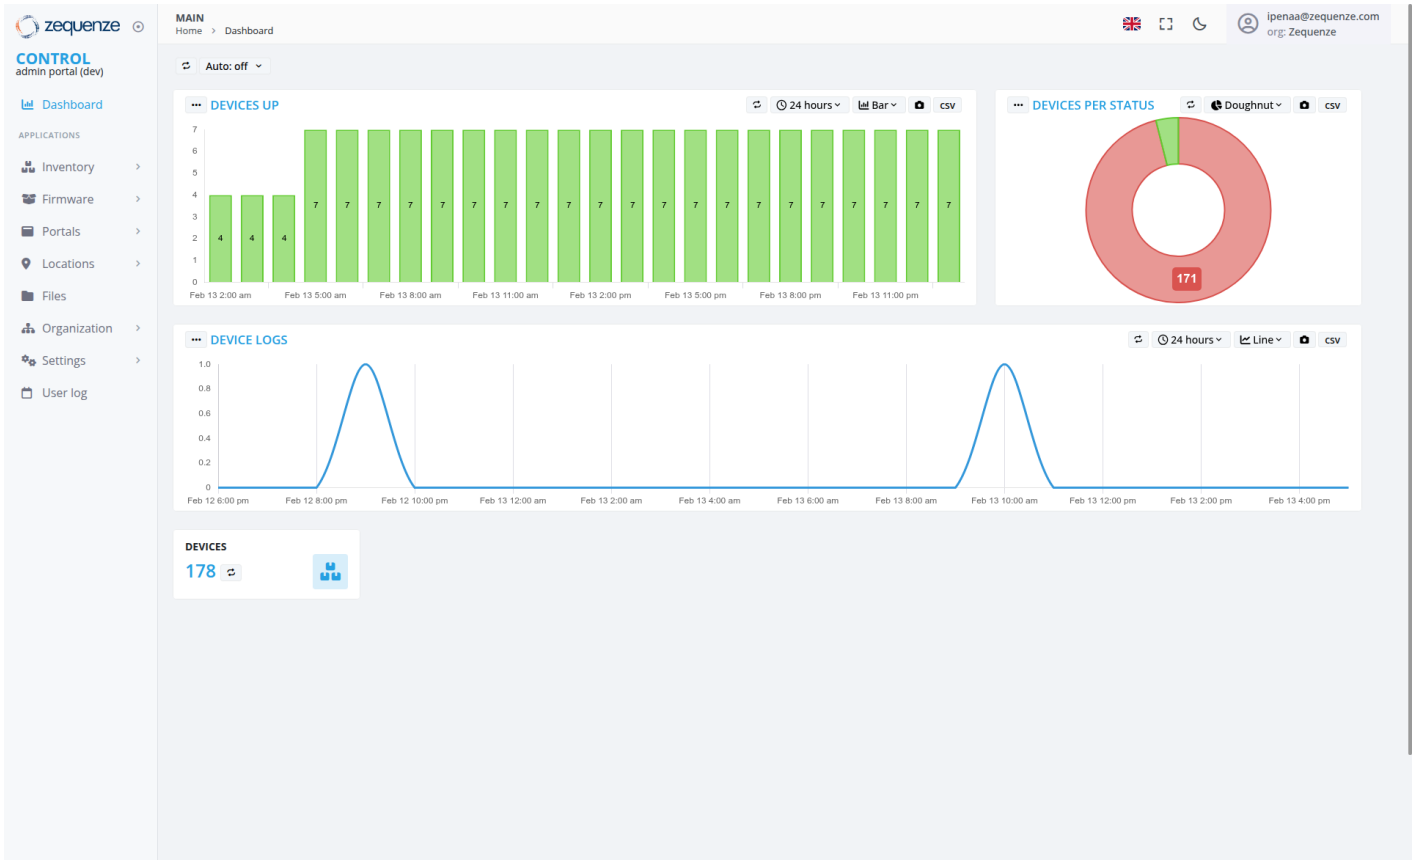 zequenze
CONTROL
admin portal (dev)
Dashboard
APPLICATIONS
Inventory
Firmware
Portals
Locations
Files
Organization
Settings
User log
MAIN
Home > Dashboard
ipenaa@zequenze.com
org: Zequenze
Auto: off
DEVICES UP
24 hours
Bar
csv
7
6
5
4
3
2
1
0
4 4 4 7 7 7 7 7 7 7 7 7 7 7 7 7 7 7 7 7 7 7 7 7
Feb 13 2:00 am Feb 13 5:00 am Feb 13 8:00 am Feb 13 11:00 am Feb 13 2:00 pm Feb 13 5:00 pm Feb 13 8:00 pm Feb 13 11:00 pm
DEVICES PER STATUS
Doughnut
csv
171
DEVICE LOGS
24 hours
Line
csv
1.0
0.8
0.6
0.4
0.2
0
Feb 12 6:00 pm Feb 12 8:00 pm Feb 12 10:00 pm Feb 13 12:00 am Feb 13 2:00 am Feb 13 4:00 am Feb 13 6:00 am Feb 13 8:00 am Feb 13 10:00 am Feb 13 12:00 pm Feb 13 2:00 pm Feb 13 4:00 pm
DEVICES
178